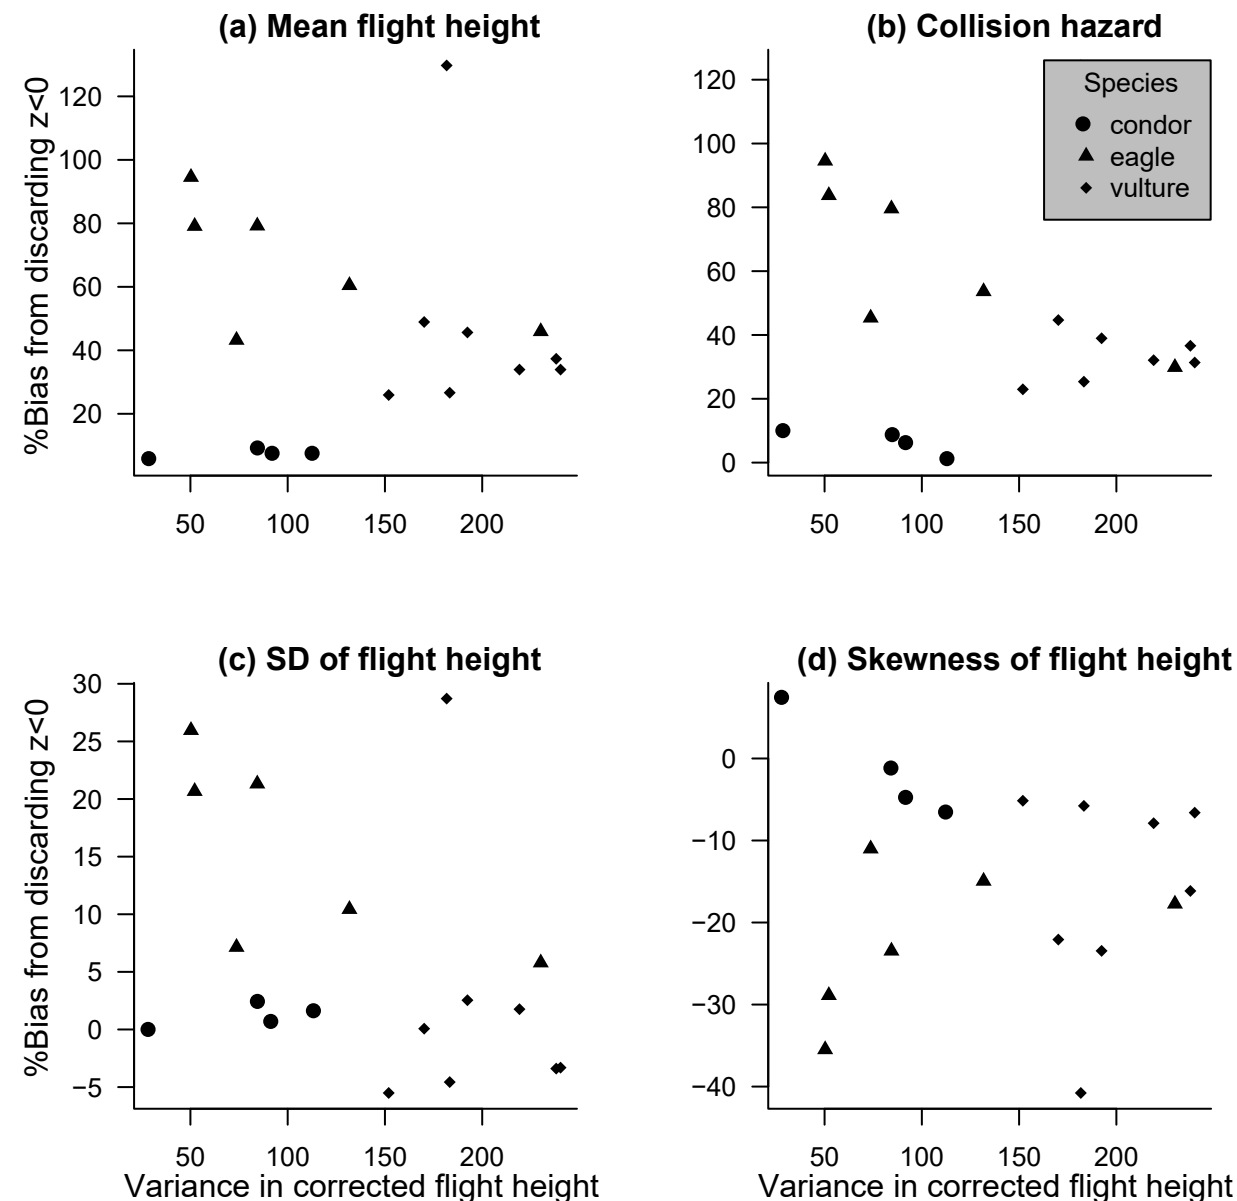 (a) Mean flight height
%Bias from discarding z<0
120
100
80
60
40
20
50 100 150 200
(b) Collision hazard
120
100
80
60
40
20
0
50 100 150 200
Species
condor
eagle
vulture
(c) SD of flight height
%Bias from discarding z<0
30
25
20
15
10
5
0
−5
50 100 150 200
Variance in corrected flight height
(d) Skewness of flight height
0
−10
−20
−30
−40
50 100 150 200
Variance in corrected flight height